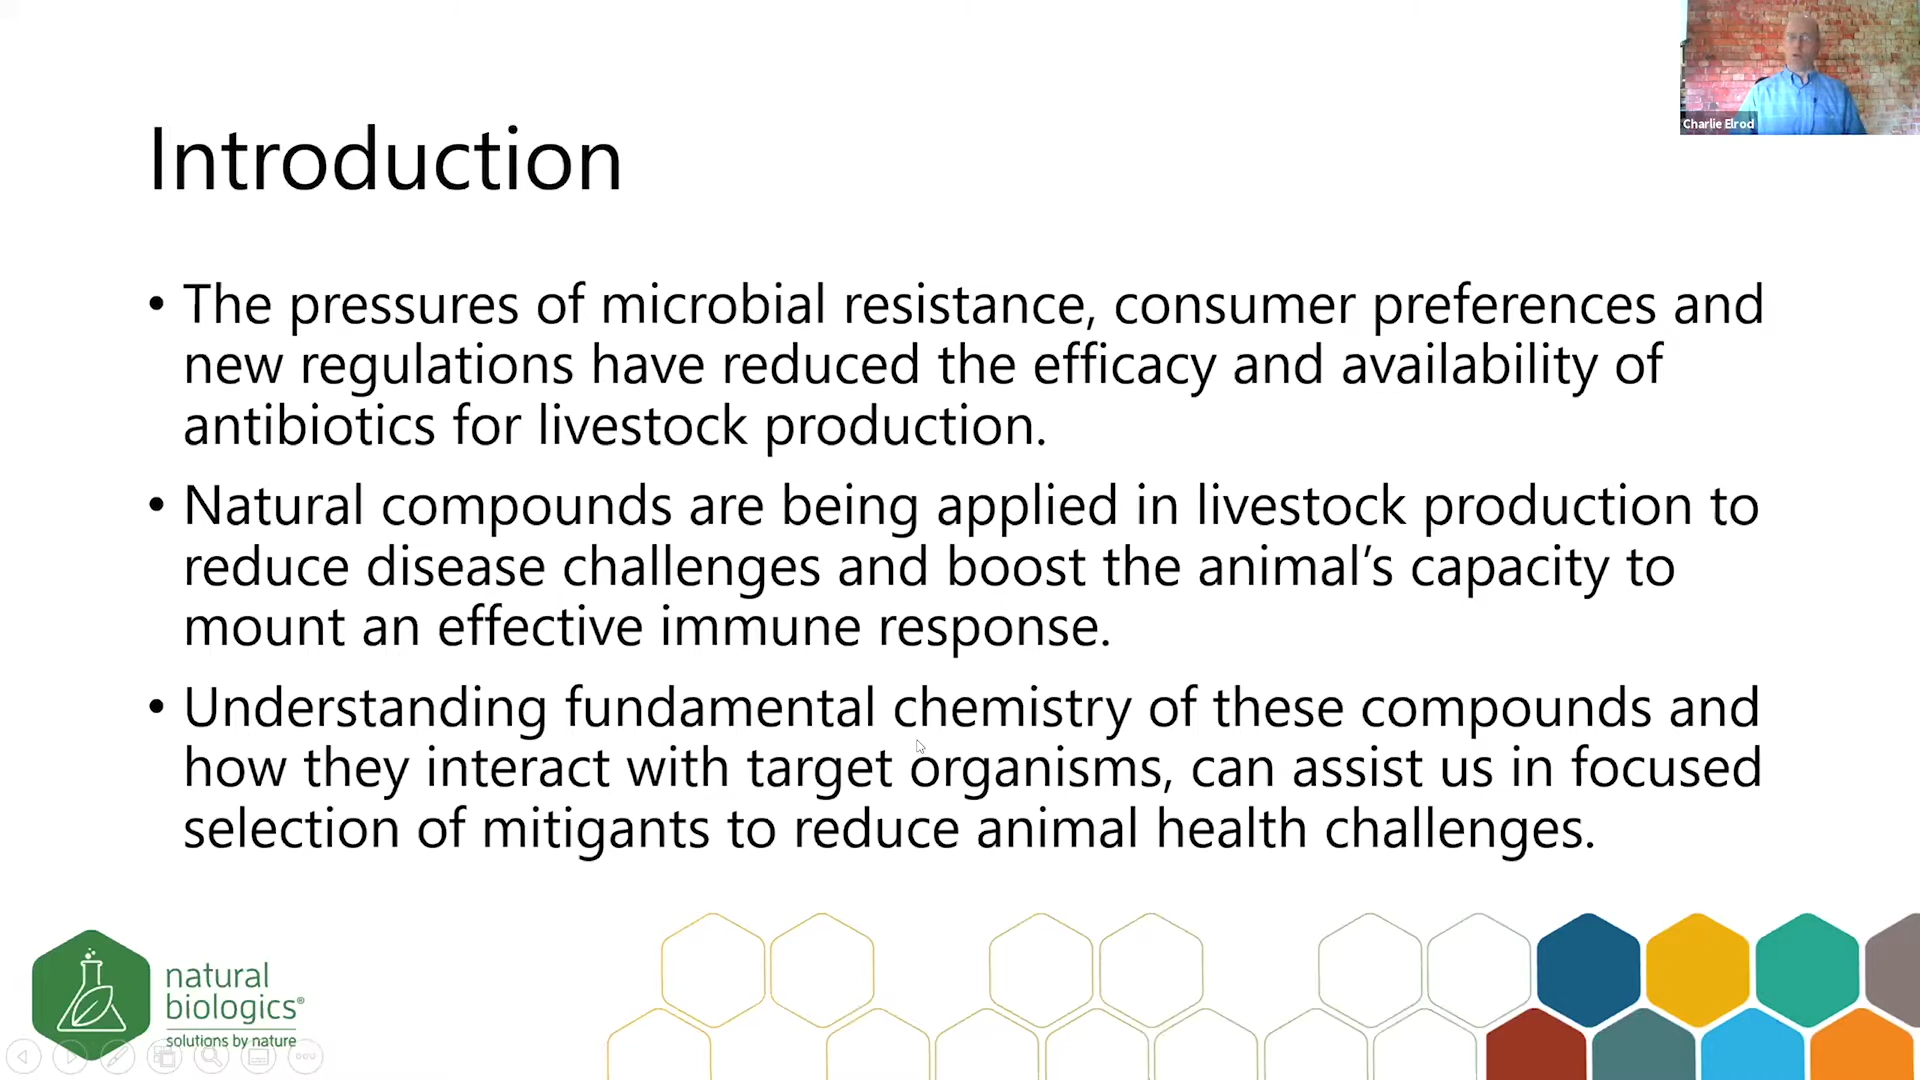 Charlie Elrod
Introduction
• The pressures of microbial resistance, consumer preferences and
new regulations have reduced the efficacy and availability of
antibiotics for livestock production.
• Natural compounds are being applied in livestock production to
reduce disease challenges and boost the animal’s capacity to
mount an effective immune response.
• Understanding fundamental chemistry of these compounds and
how they interact with target organisms, can assist us in focused
selection of mitigants to reduce animal health challenges.
natural
biologics®
solutions by nature